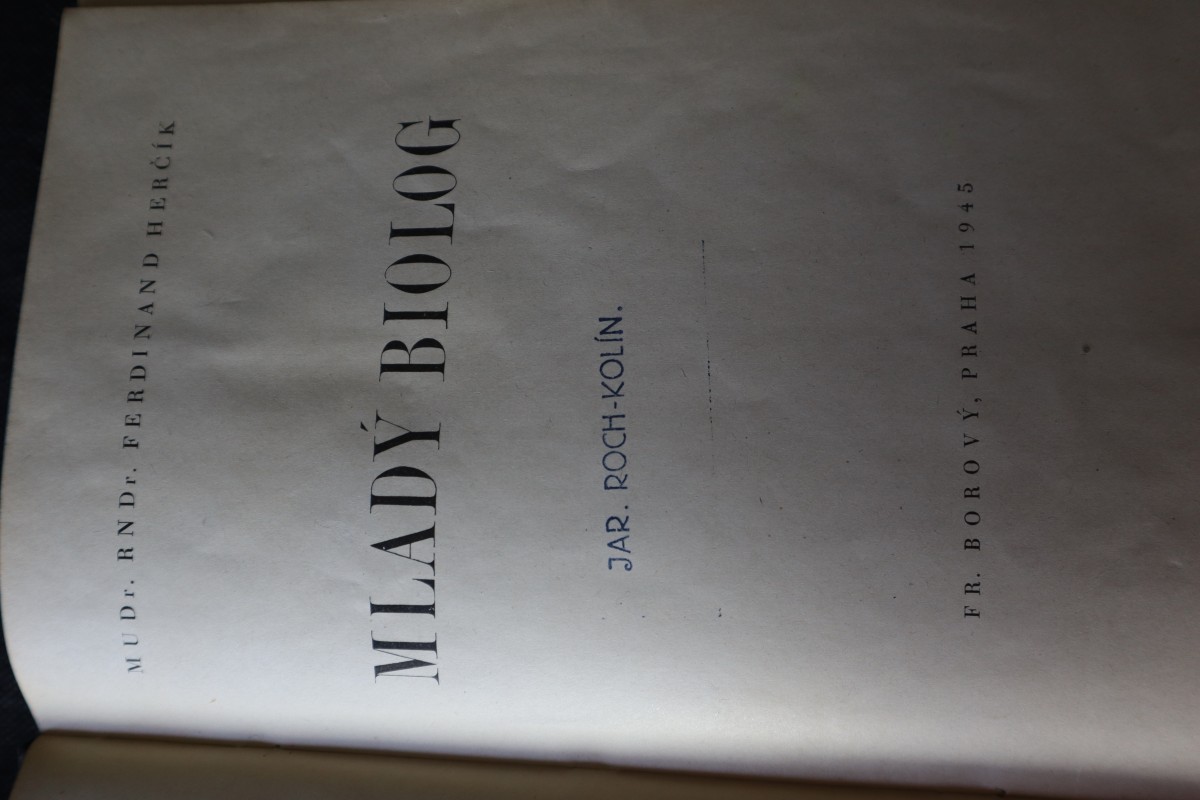 MUDr. RNDr. FERDINAND HERČÍK
MLADÝ BIOLOG
JAR. ROCH-KOLÍN.
FR. BOROVÝ, PRAHA 1945